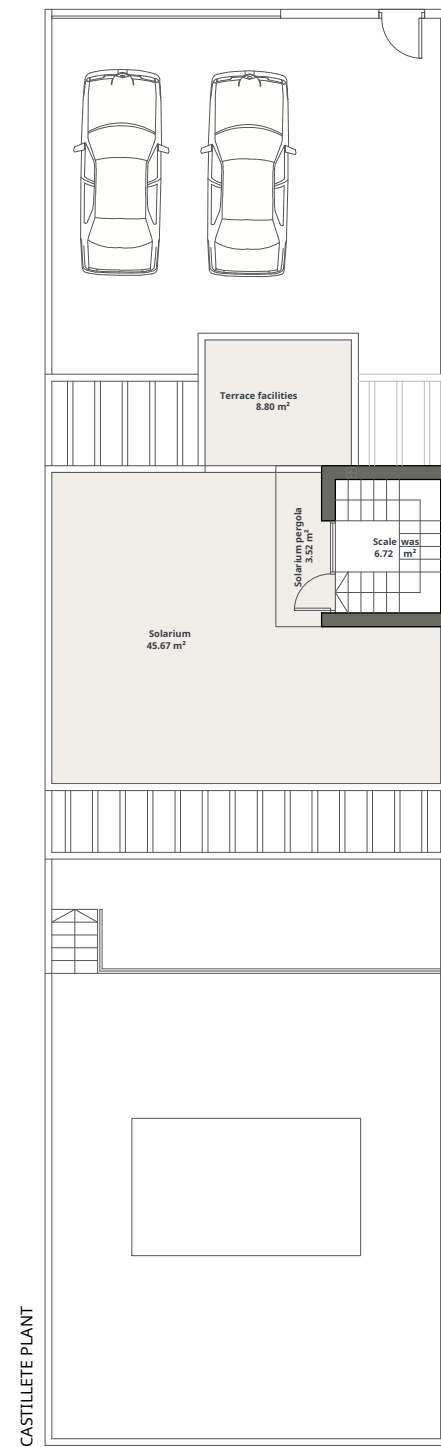 Terrace facilities
8.80 m²
Solarium pergola
3.52 m²
Scale was
6.72 m²
Solarium
45.67 m²
CASTILLETE PLANT